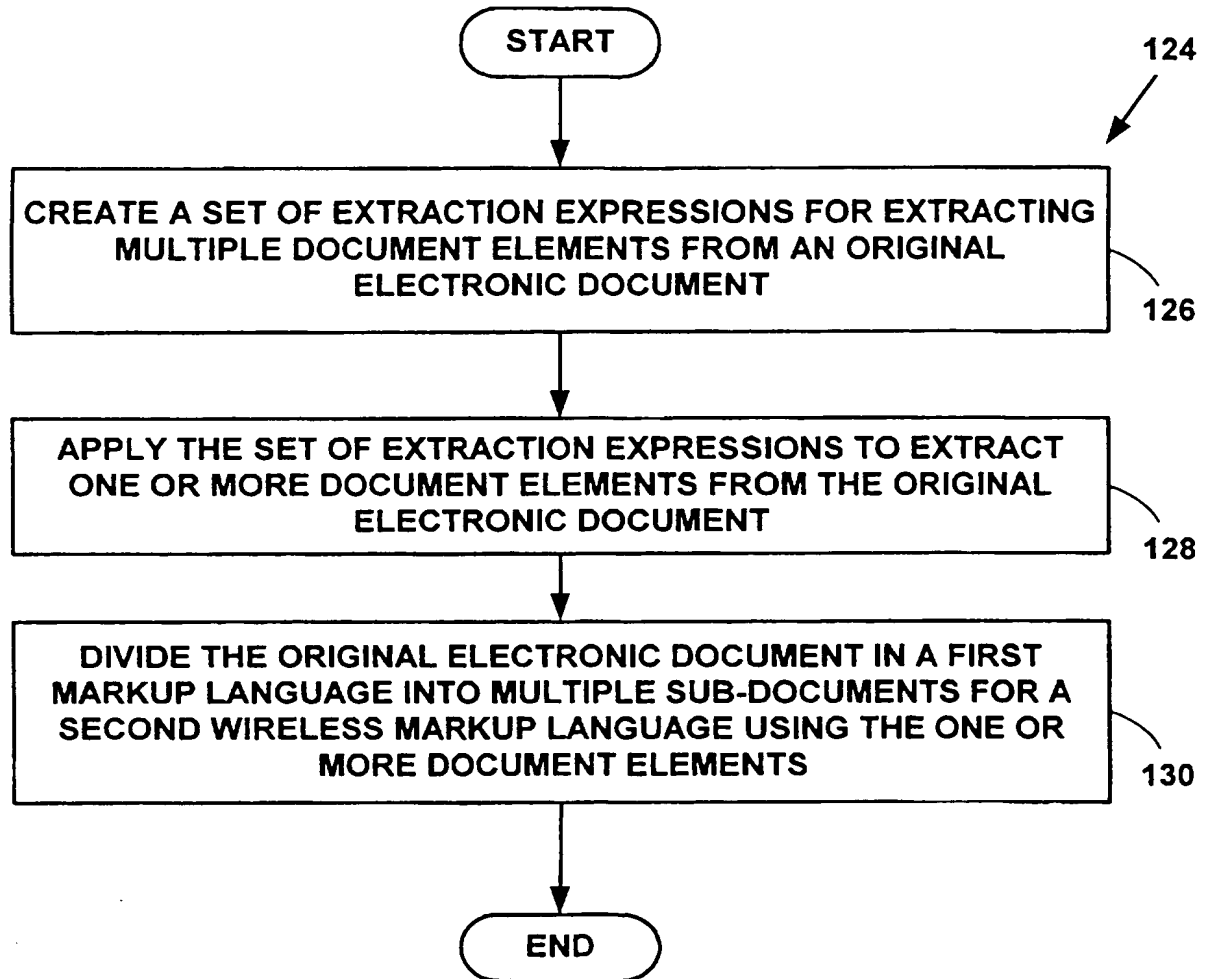 START
124
CREATE A SET OF EXTRACTION EXPRESSIONS FOR EXTRACTING
MULTIPLE DOCUMENT ELEMENTS FROM AN ORIGINAL
ELECTRONIC DOCUMENT
126
APPLY THE SET OF EXTRACTION EXPRESSIONS TO EXTRACT
ONE OR MORE DOCUMENT ELEMENTS FROM THE ORIGINAL
ELECTRONIC DOCUMENT
128
DIVIDE THE ORIGINAL ELECTRONIC DOCUMENT IN A FIRST
MARKUP LANGUAGE INTO MULTIPLE SUB-DOCUMENTS FOR A
SECOND WIRELESS MARKUP LANGUAGE USING THE ONE OR
MORE DOCUMENT ELEMENTS
130
END